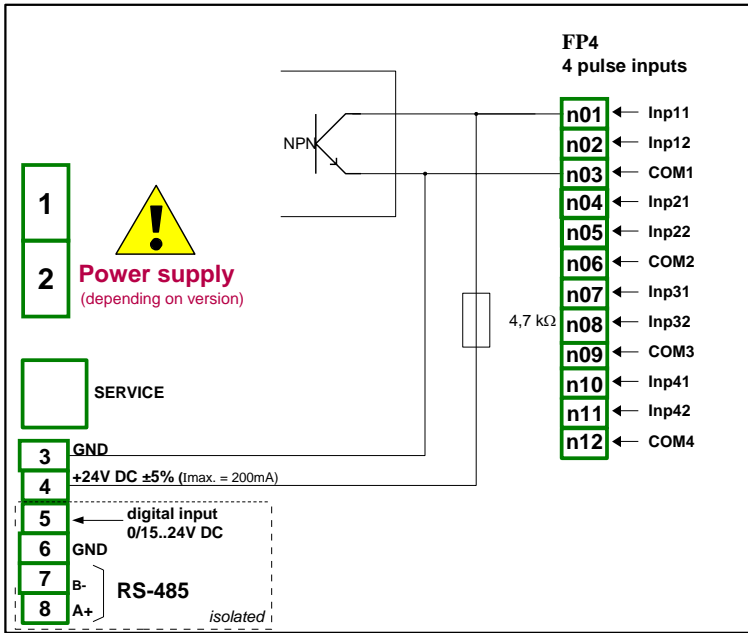 FP4
4 pulse inputs
NPN
n01 Inp11
n02 Inp12
n03 COM1
n04 Inp21
n05 Inp22
n06 COM2
n07 Inp31
n08 Inp32
n09 COM3
n10 Inp41
n11 Inp42
n12 COM4
4,7 kΩ
1
2
!
Power supply
(depending on version)
SERVICE
3 GND
4 +24V DC ±5% (Imax. = 200mA)
5 digital input
0/15..24V DC
6 GND
7 B-
8 A+
RS-485
isolated